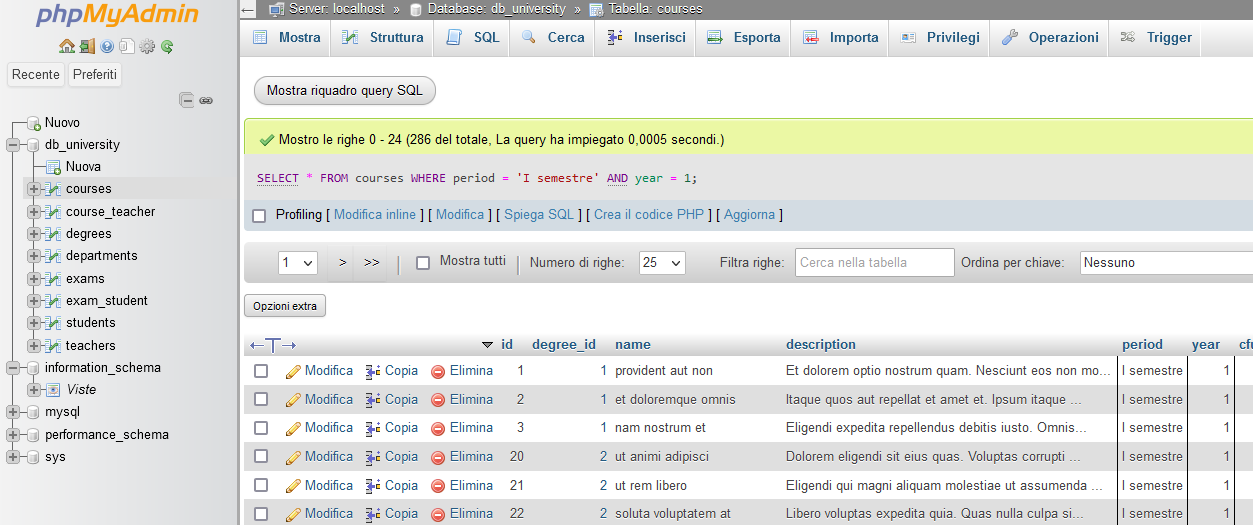 phpMyAdmin
Recente Preferiti
Nuovo
db_university
Nuova
courses
course_teacher
degrees
departments
exams
exam_student
students
teachers
information_schema
Viste
mysql
performance_schema
sys
Server: localhost » Database: db_university » Tabella: courses
Mostra Struttura SQL Cerca Inserisci Esporta Importa Privilegi Operazioni Trigger
Mostra riquadro query SQL
Mostro le righe 0 - 24 (286 del totale, La query ha impiegato 0,0005 secondi.)
SELECT * FROM courses WHERE period = 'I semestre' AND year = 1;
Profiling [ Modifica inline ] [ Modifica ] [ Spiega SQL ] [ Crea il codice PHP ] [ Aggiorna ]
1 > >> | Mostra tutti | Numero di righe: 25 Filtra righe: Cerca nella tabella Ordina per chiave: Nessuno
Opzioni extra
←T→ id degree_id name description period year cfu
Modifica Copia Elimina 1 1 provident aut non Et dolorem optio nostrum quam. Nesciunt eos non mo... I semestre 1
Modifica Copia Elimina 2 1 et doloremque omnis Itaque quos aut repellat et amet et. Ipsum itaque ... I semestre 1
Modifica Copia Elimina 3 1 nam nostrum et Eligendi expedita repellendus debitis iusto. Omnis... I semestre 1
Modifica Copia Elimina 20 2 ut animi adipisci Dolorem eligendi sit eius quas. Voluptas corrupti ... I semestre 1
Modifica Copia Elimina 21 2 ut rem libero Eligendi qui magni aliquam molestiae ut assumenda ... I semestre 1
Modifica Copia Elimina 22 2 soluta voluptatem at Libero voluptas expedita quia. Quas nulla culpa si... I semestre 1